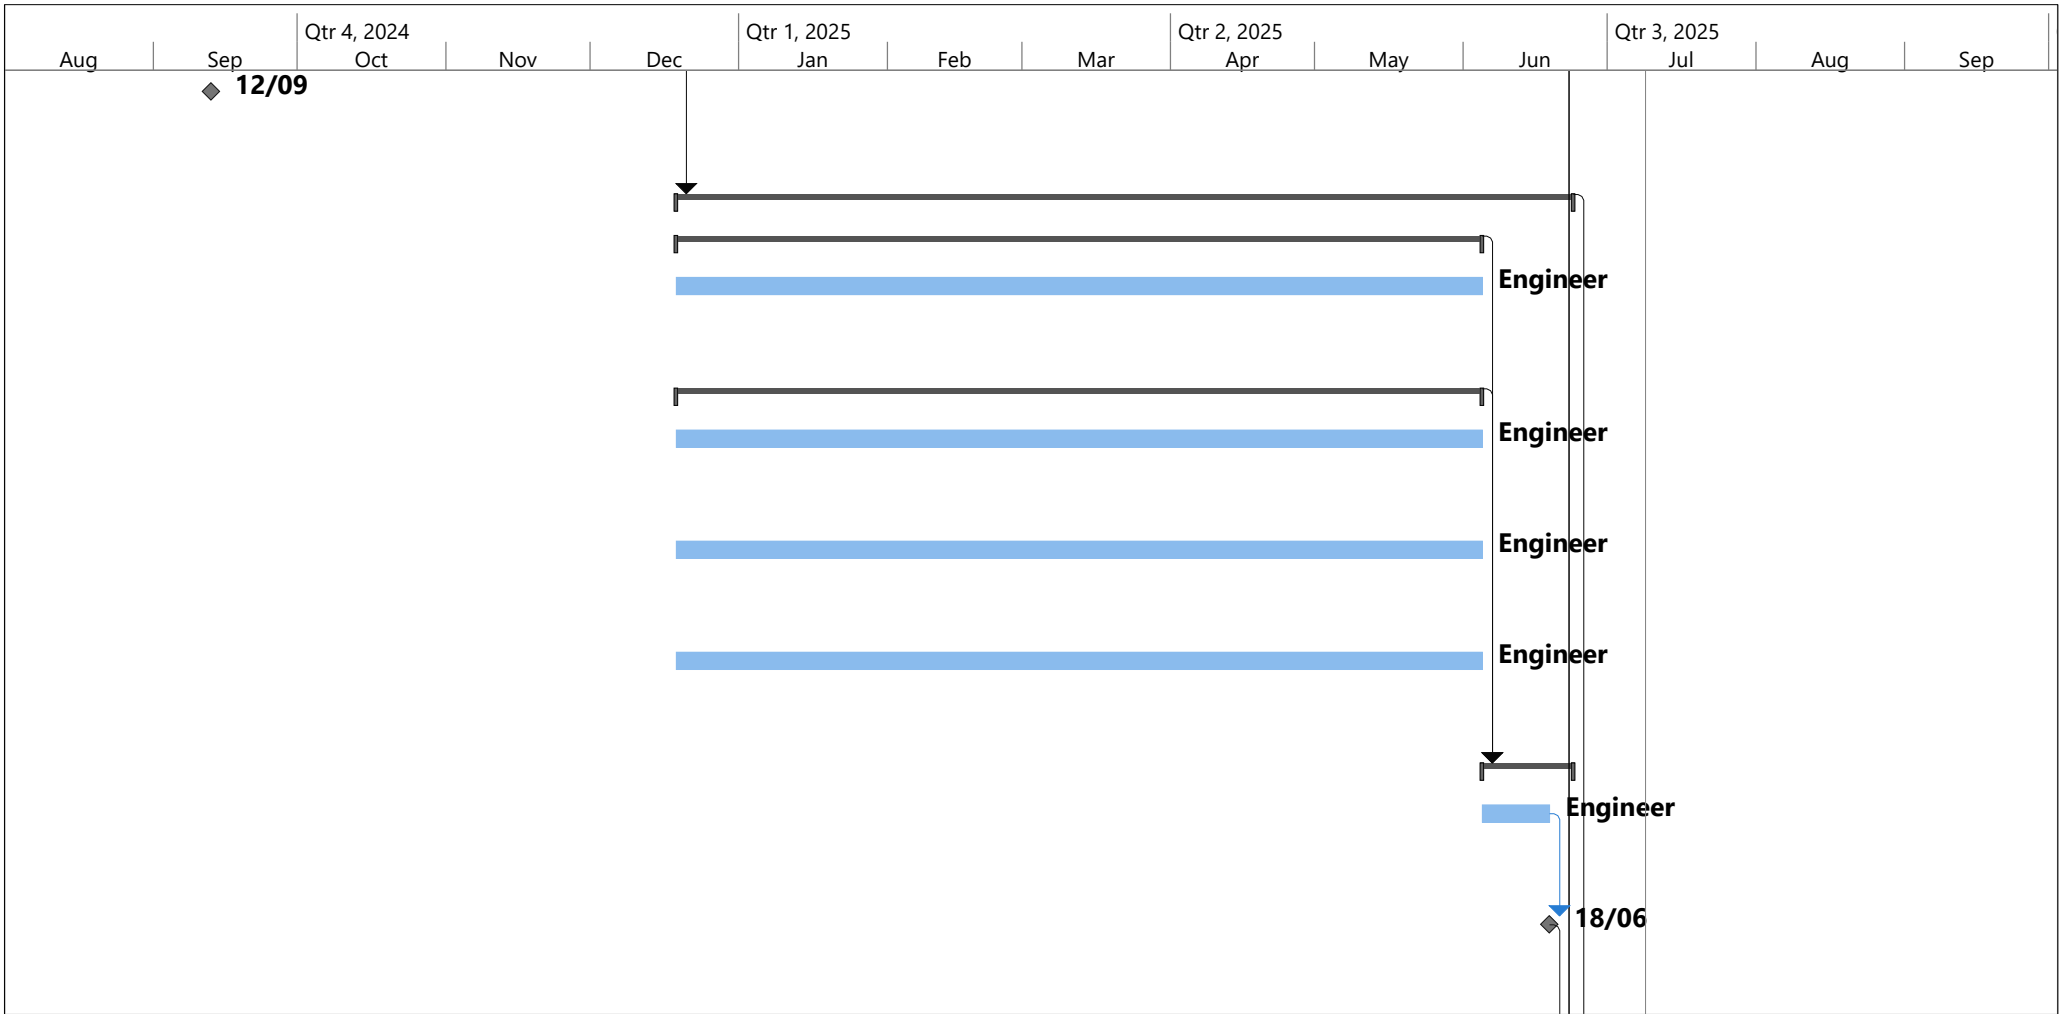 Qtr 4, 2024 Qtr 1, 2025 Qtr 2, 2025 Qtr 3, 2025
Aug Sep Oct Nov Dec Jan Feb Mar Apr May Jun Jul Aug Sep
12/09
Engineer
Engineer
Engineer
Engineer
Engineer
18/06